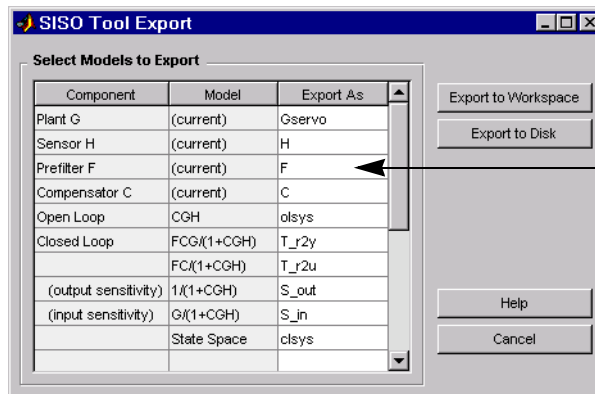 SISO Tool Export
Select Models to Export
Component Model Export As
Plant G (current) Gservo
Sensor H (current) H
Prefilter F (current) F
Compensator C (current) C
Open Loop CGH olsys
Closed Loop FCG/(1+CGH) T_r2y
FC/(1+CGH) T_r2u
(output sensitivity) 1/(1+CGH) S_out
(input sensitivity) G/(1+CGH) S_in
State Space clsys
Export to Workspace
Export to Disk
Help
Cancel